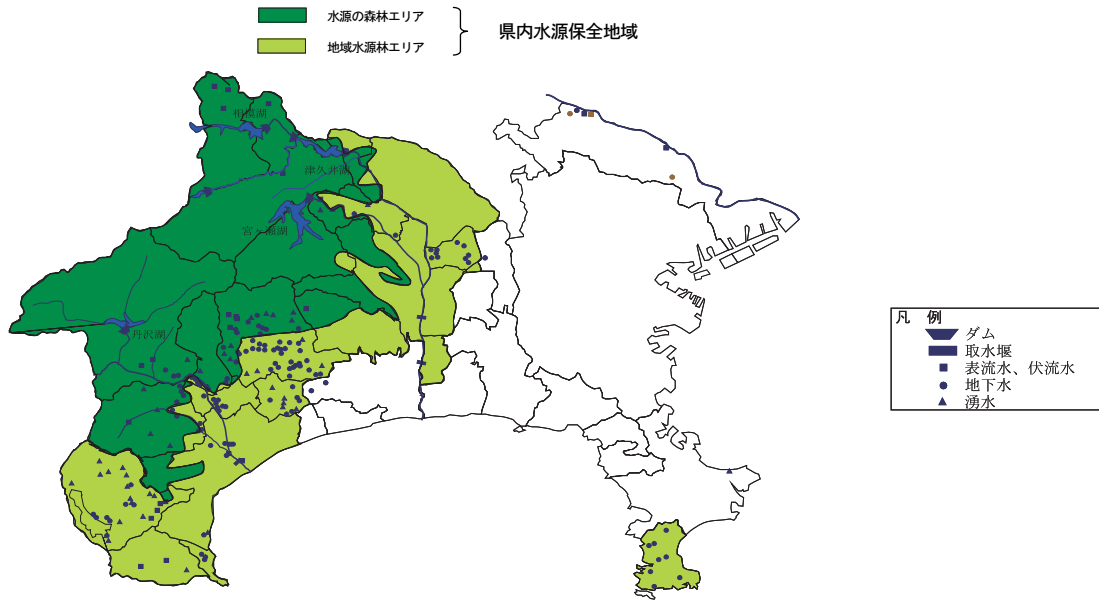 水源の森林エリア
地域水源林エリア
県内水源保全地域
相模湖
津久井湖
宮ヶ瀬湖
丹沢湖
凡 例
ダム
取水堰
表流水、伏流水
地下水
湧水